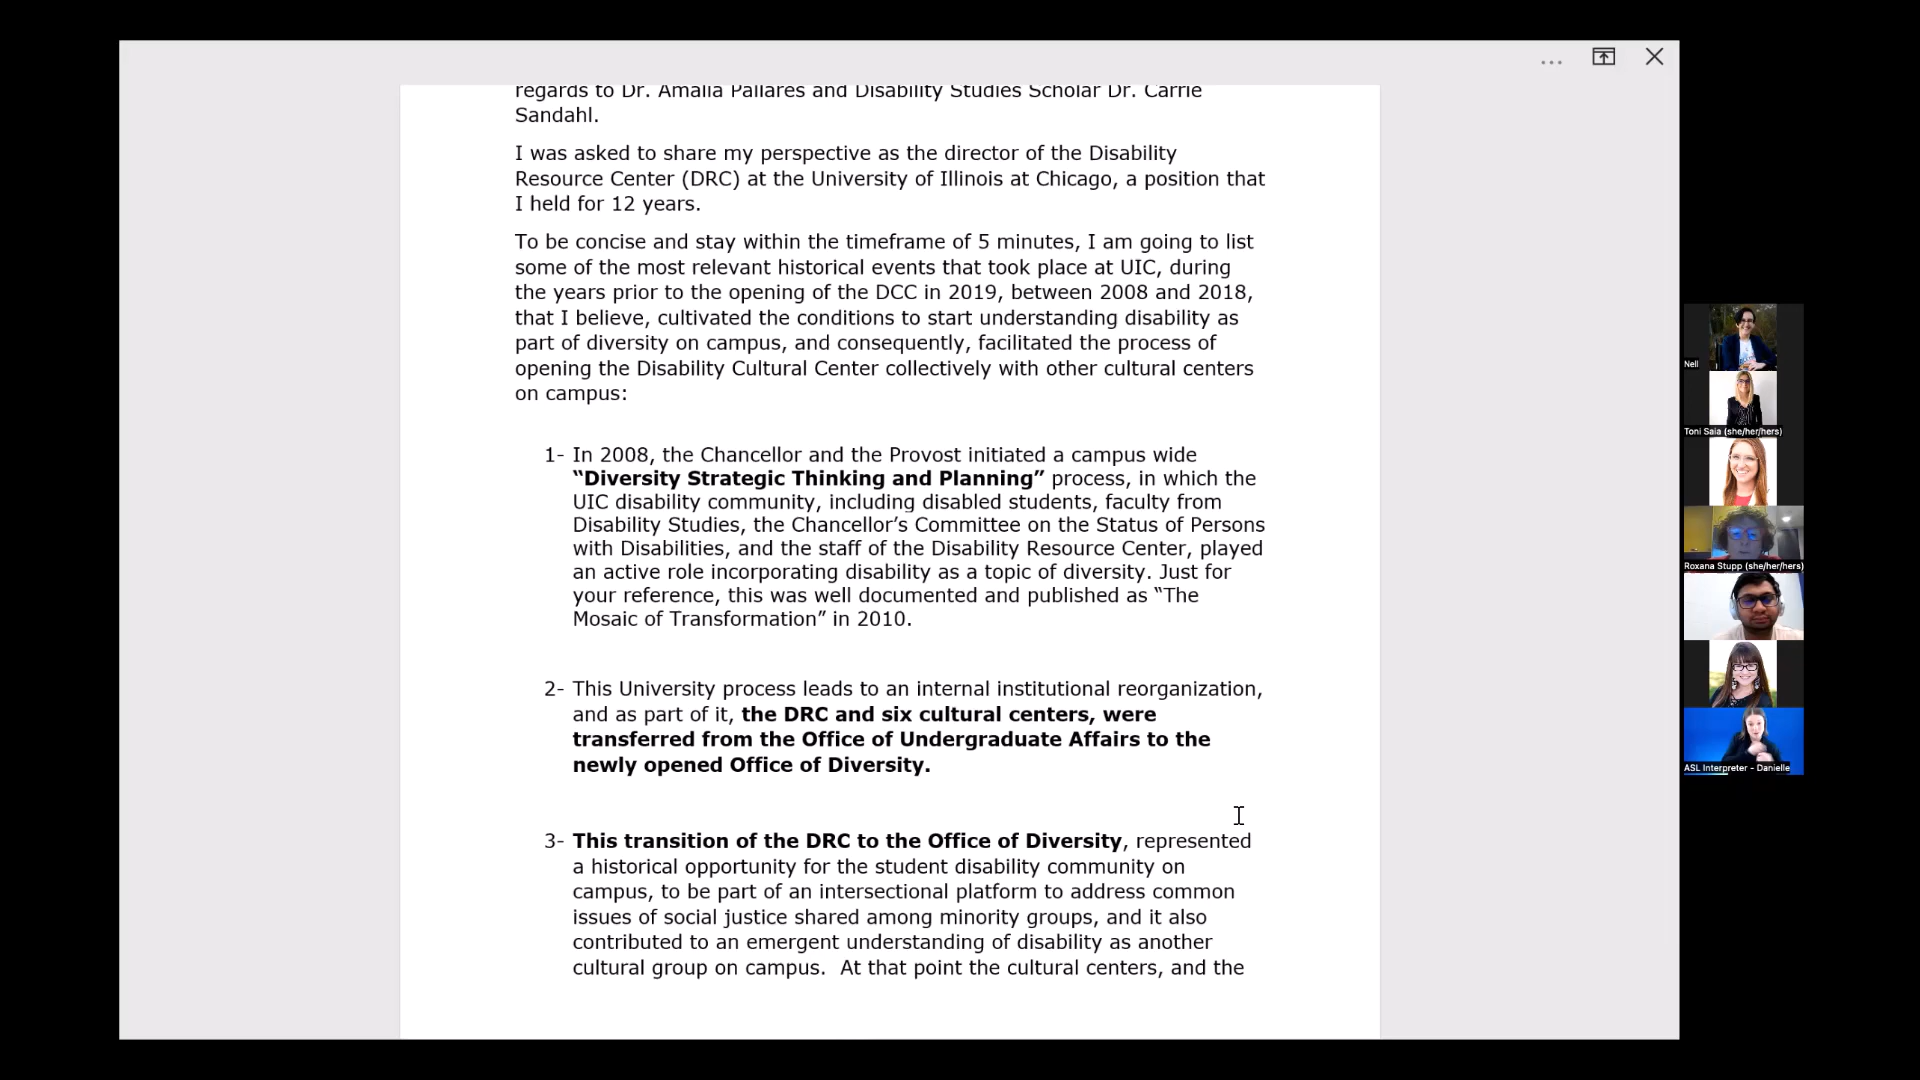 regards to Dr. Amalia Pallares and Disability Studies Scholar Dr. Carrie
Sandahl.
I was asked to share my perspective as the director of the Disability
Resource Center (DRC) at the University of Illinois at Chicago, a position that
I held for 12 years.
To be concise and stay within the timeframe of 5 minutes, I am going to list
some of the most relevant historical events that took place at UIC, during
the years prior to the opening of the DCC in 2019, between 2008 and 2018,
that I believe, cultivated the conditions to start understanding disability as
part of diversity on campus, and consequently, facilitated the process of
opening the Disability Cultural Center collectively with other cultural centers
on campus:
1- In 2008, the Chancellor and the Provost initiated a campus wide
“Diversity Strategic Thinking and Planning” process, in which the
UIC disability community, including disabled students, faculty from
Disability Studies, the Chancellor’s Committee on the Status of Persons
with Disabilities, and the staff of the Disability Resource Center, played
an active role incorporating disability as a topic of diversity. Just for
your reference, this was well documented and published as “The
Mosaic of Transformation” in 2010.
2- This University process leads to an internal institutional reorganization,
and as part of it, the DRC and six cultural centers, were
transferred from the Office of Undergraduate Affairs to the
newly opened Office of Diversity.
3- This transition of the DRC to the Office of Diversity, represented
a historical opportunity for the student disability community on
campus, to be part of an intersectional platform to address common
issues of social justice shared among minority groups, and it also
contributed to an emergent understanding of disability as another
cultural group on campus.  At that point the cultural centers, and the
Nell
Toni Saia (she/her/hers)
Roxana Stupp (she/her/hers)
ASL Interpreter - Danielle